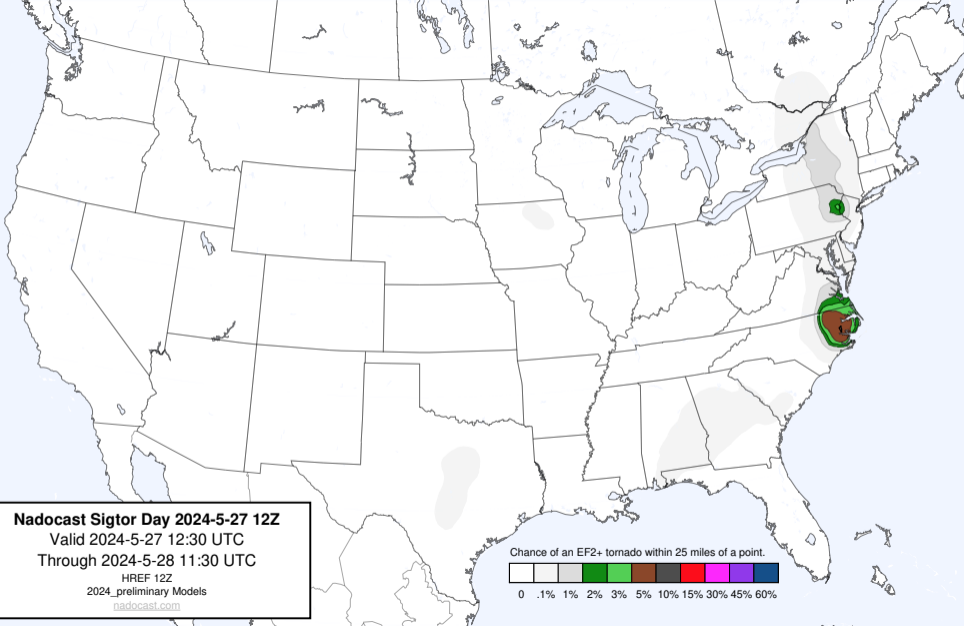 Nadocast Sigtor Day 2024-5-27 12Z
Valid 2024-5-27 12:30 UTC
Through 2024-5-28 11:30 UTC
HREF 12Z
2024_preliminary Models
nadocast.com
Chance of an EF2+ tornado within 25 miles of a point.
0 .1% 1% 2% 3% 5% 10% 15% 30% 45% 60%